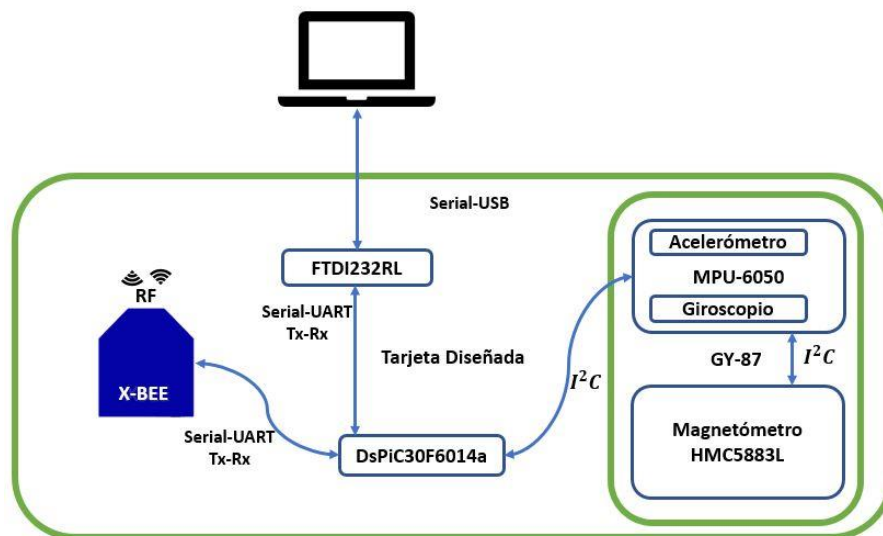 Serial-USB
FTDI232RL
Serial-UART
Tx-Rx
Tarjeta Diseñada
RF
X-BEE
Serial-UART
Tx-Rx
DsPiC30F6014a
I²C
Acelerómetro
MPU-6050
Giroscopio
GY-87
I²C
Magnetómetro
HMC5883L